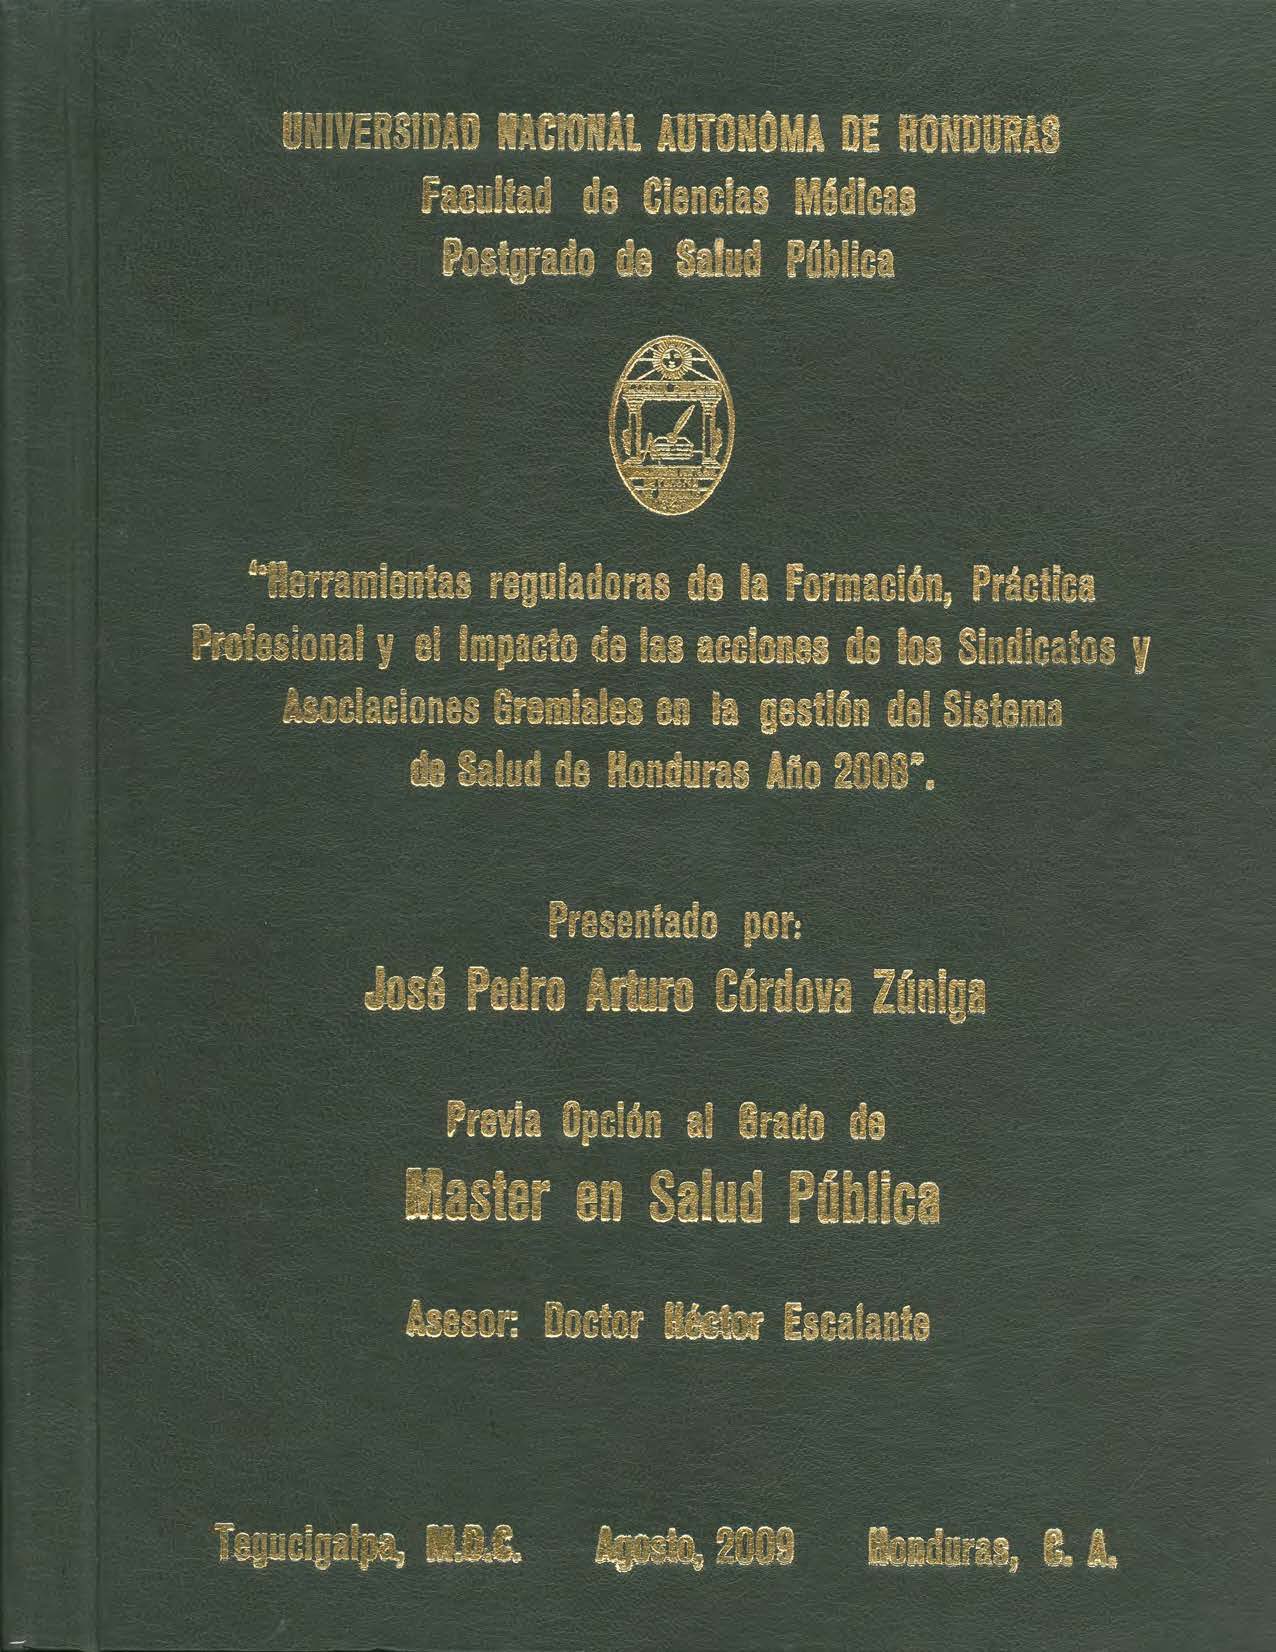 UNIVERSIDAD NACIONAL AUTONÓMA DE HONDURAS
Facultad de Ciencias Médicas
Postgrado de Salud Pública
“Herramientas reguladoras de la Formación, Práctica
Profesional y el Impacto de las acciones de los Sindicatos y
Asociaciones Gremiales en la gestión del Sistema
de Salud de Honduras Año 2006”.
Presentado por:
José Pedro Arturo Córdova Zúniga
Previa Opción al Grado de
Master en Salud Pública
Asesor: Doctor Héctor Escalante
Tegucigalpa, M.D.C. Agosto, 2009 Honduras, C. A.